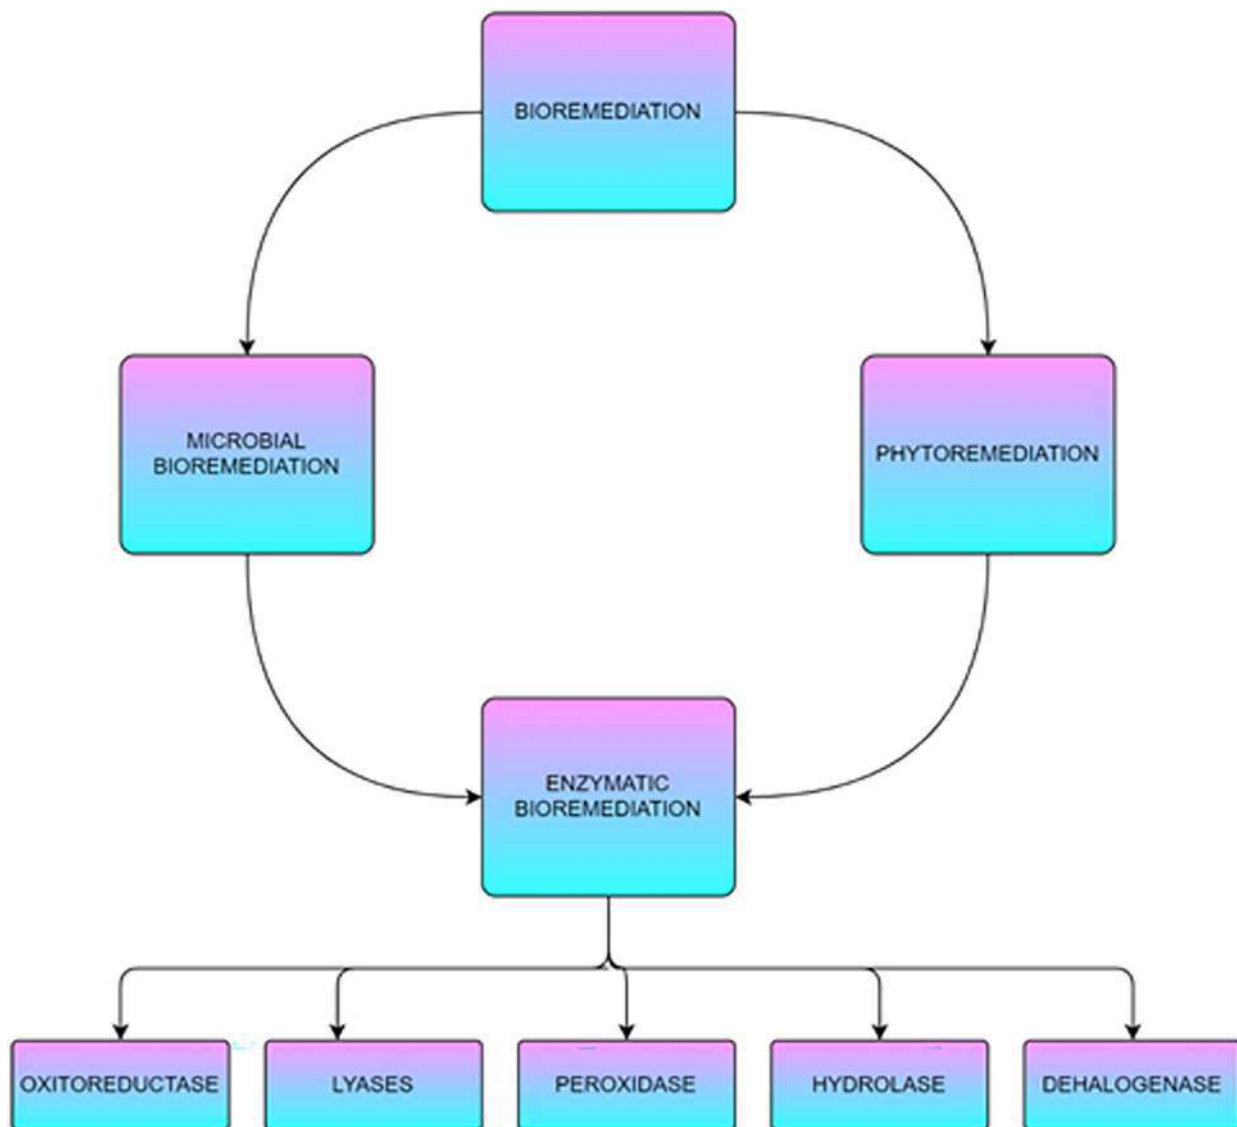 BIOREMEDIATION
MICROBIAL
BIOREMEDIATION
PHYTOREMEDIATION
ENZYMATIC
BIOREMEDIATION
OXITOREDUCTASE
LYASES
PEROXIDASE
HYDROLASE
DEHALOGENASE